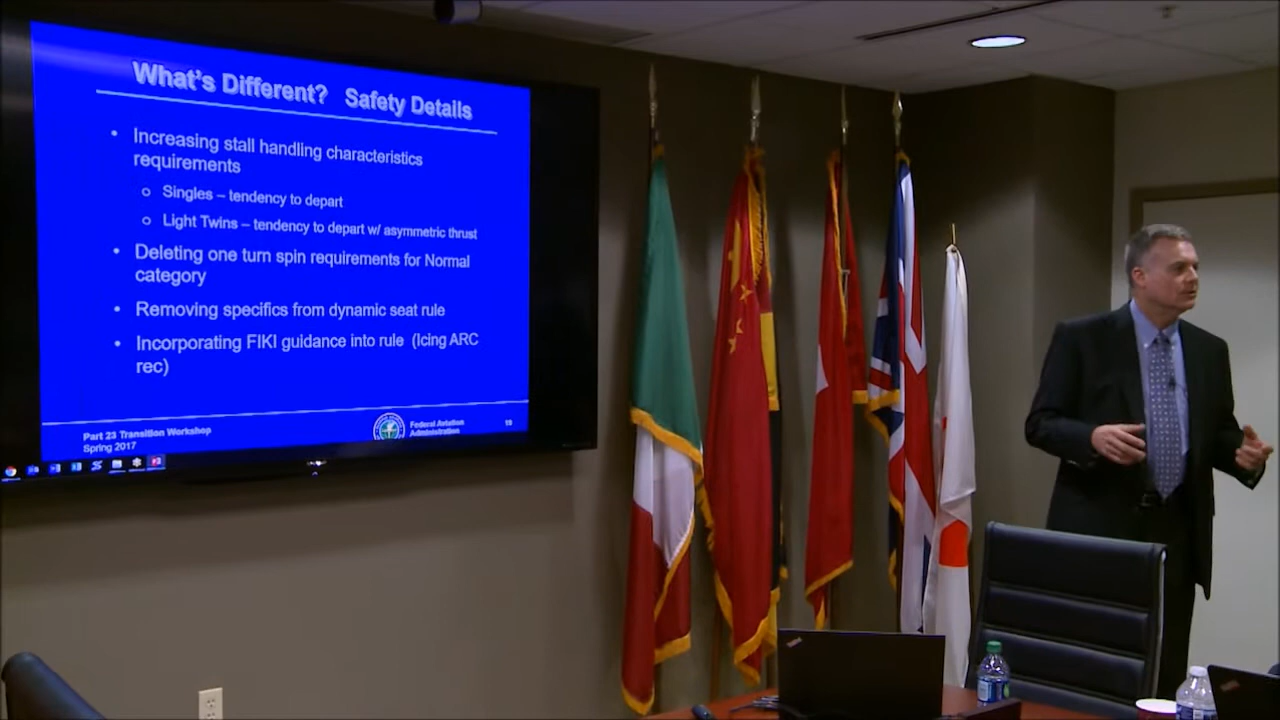 What's Different? Safety Details
• Increasing stall handling characteristics
requirements
o Singles – tendency to depart
o Light Twins – tendency to depart w/ asymmetric thrust
• Deleting one turn spin requirements for Normal
category
• Removing specifics from dynamic seat rule
• Incorporating FIKI guidance into rule (Icing ARC
rec)
Part 23 Transition Workshop
Spring 2017
Federal Aviation
Administration